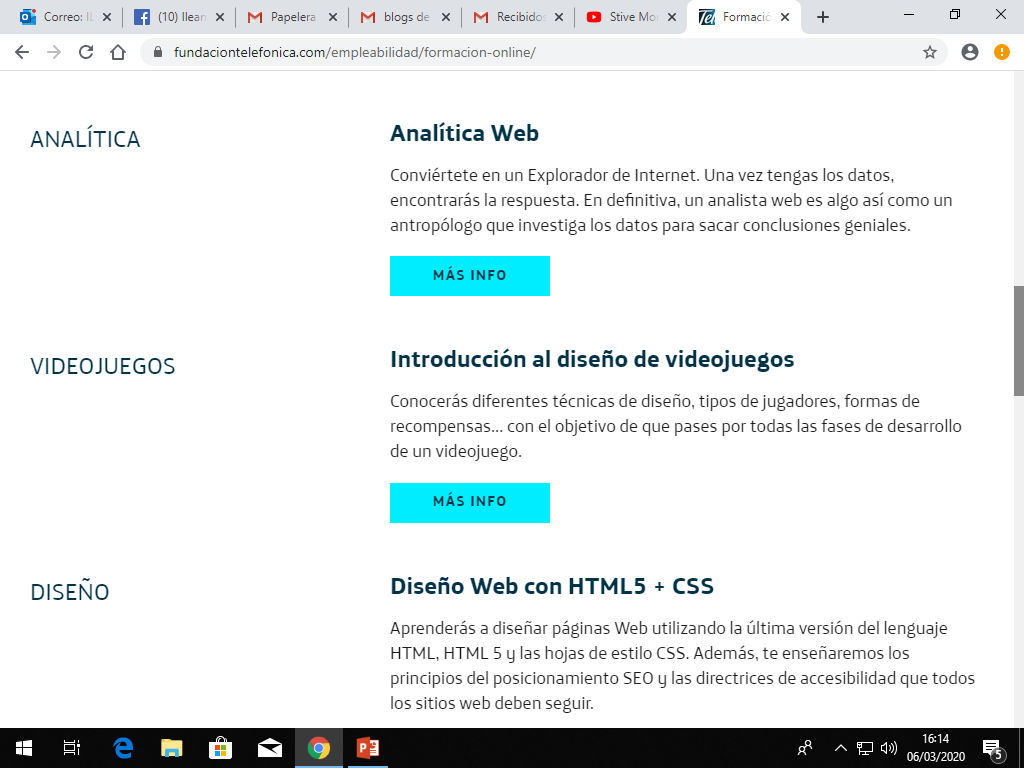 Correo: IL
(10) Ilean
Papelera
blogs de
Recibidos
Stive Mo
Formació
fundaciontelefonica.com/empleabilidad/formacion-online/
ANALÍTICA
Analítica Web
Conviértete en un Explorador de Internet. Una vez tengas los datos,
encontrarás la respuesta. En definitiva, un analista web es algo así como un
antropólogo que investiga los datos para sacar conclusiones geniales.
MÁS INFO
VIDEOJUEGOS
Introducción al diseño de videojuegos
Conocerás diferentes técnicas de diseño, tipos de jugadores, formas de
recompensas... con el objetivo de que pases por todas las fases de desarrollo
de un videojuego.
MÁS INFO
DISEÑO
Diseño Web con HTML5 + CSS
Aprenderás a diseñar páginas Web utilizando la última versión del lenguaje
HTML, HTML 5 y las hojas de estilo CSS. Además, te enseñaremos los
principios del posicionamiento SEO y las directrices de accesibilidad que todos
los sitios web deben seguir.
16:14
06/03/2020
5